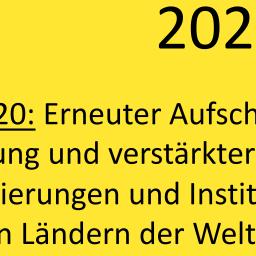 202
20: Erneuter Aufsch
ung und verstärkter
ierungen und Instit
n Ländern der Welt